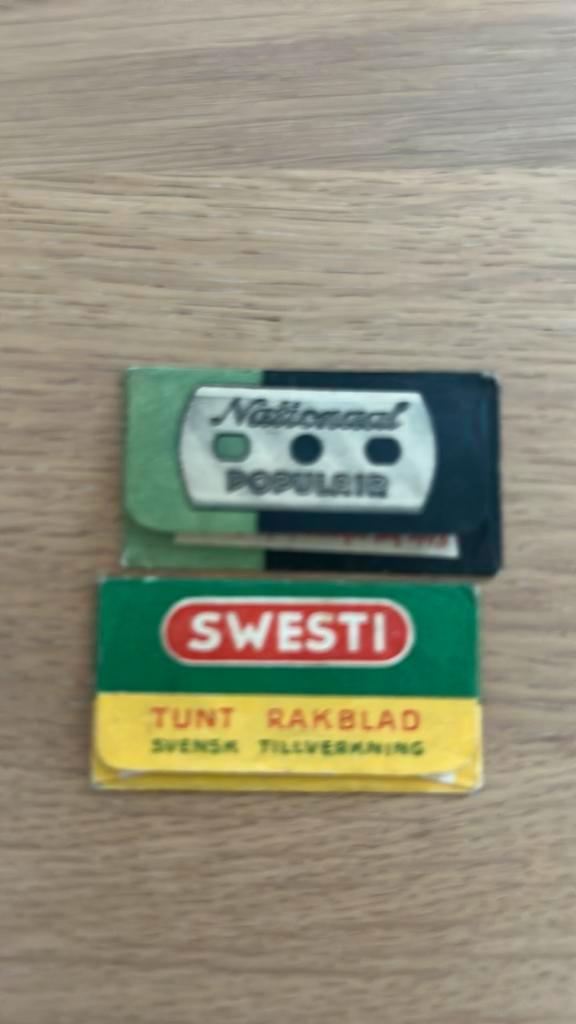 Nationaal
POPULAIR
SWESTI
TUNT RAKBLAD
SVENSK TILLVERKNING